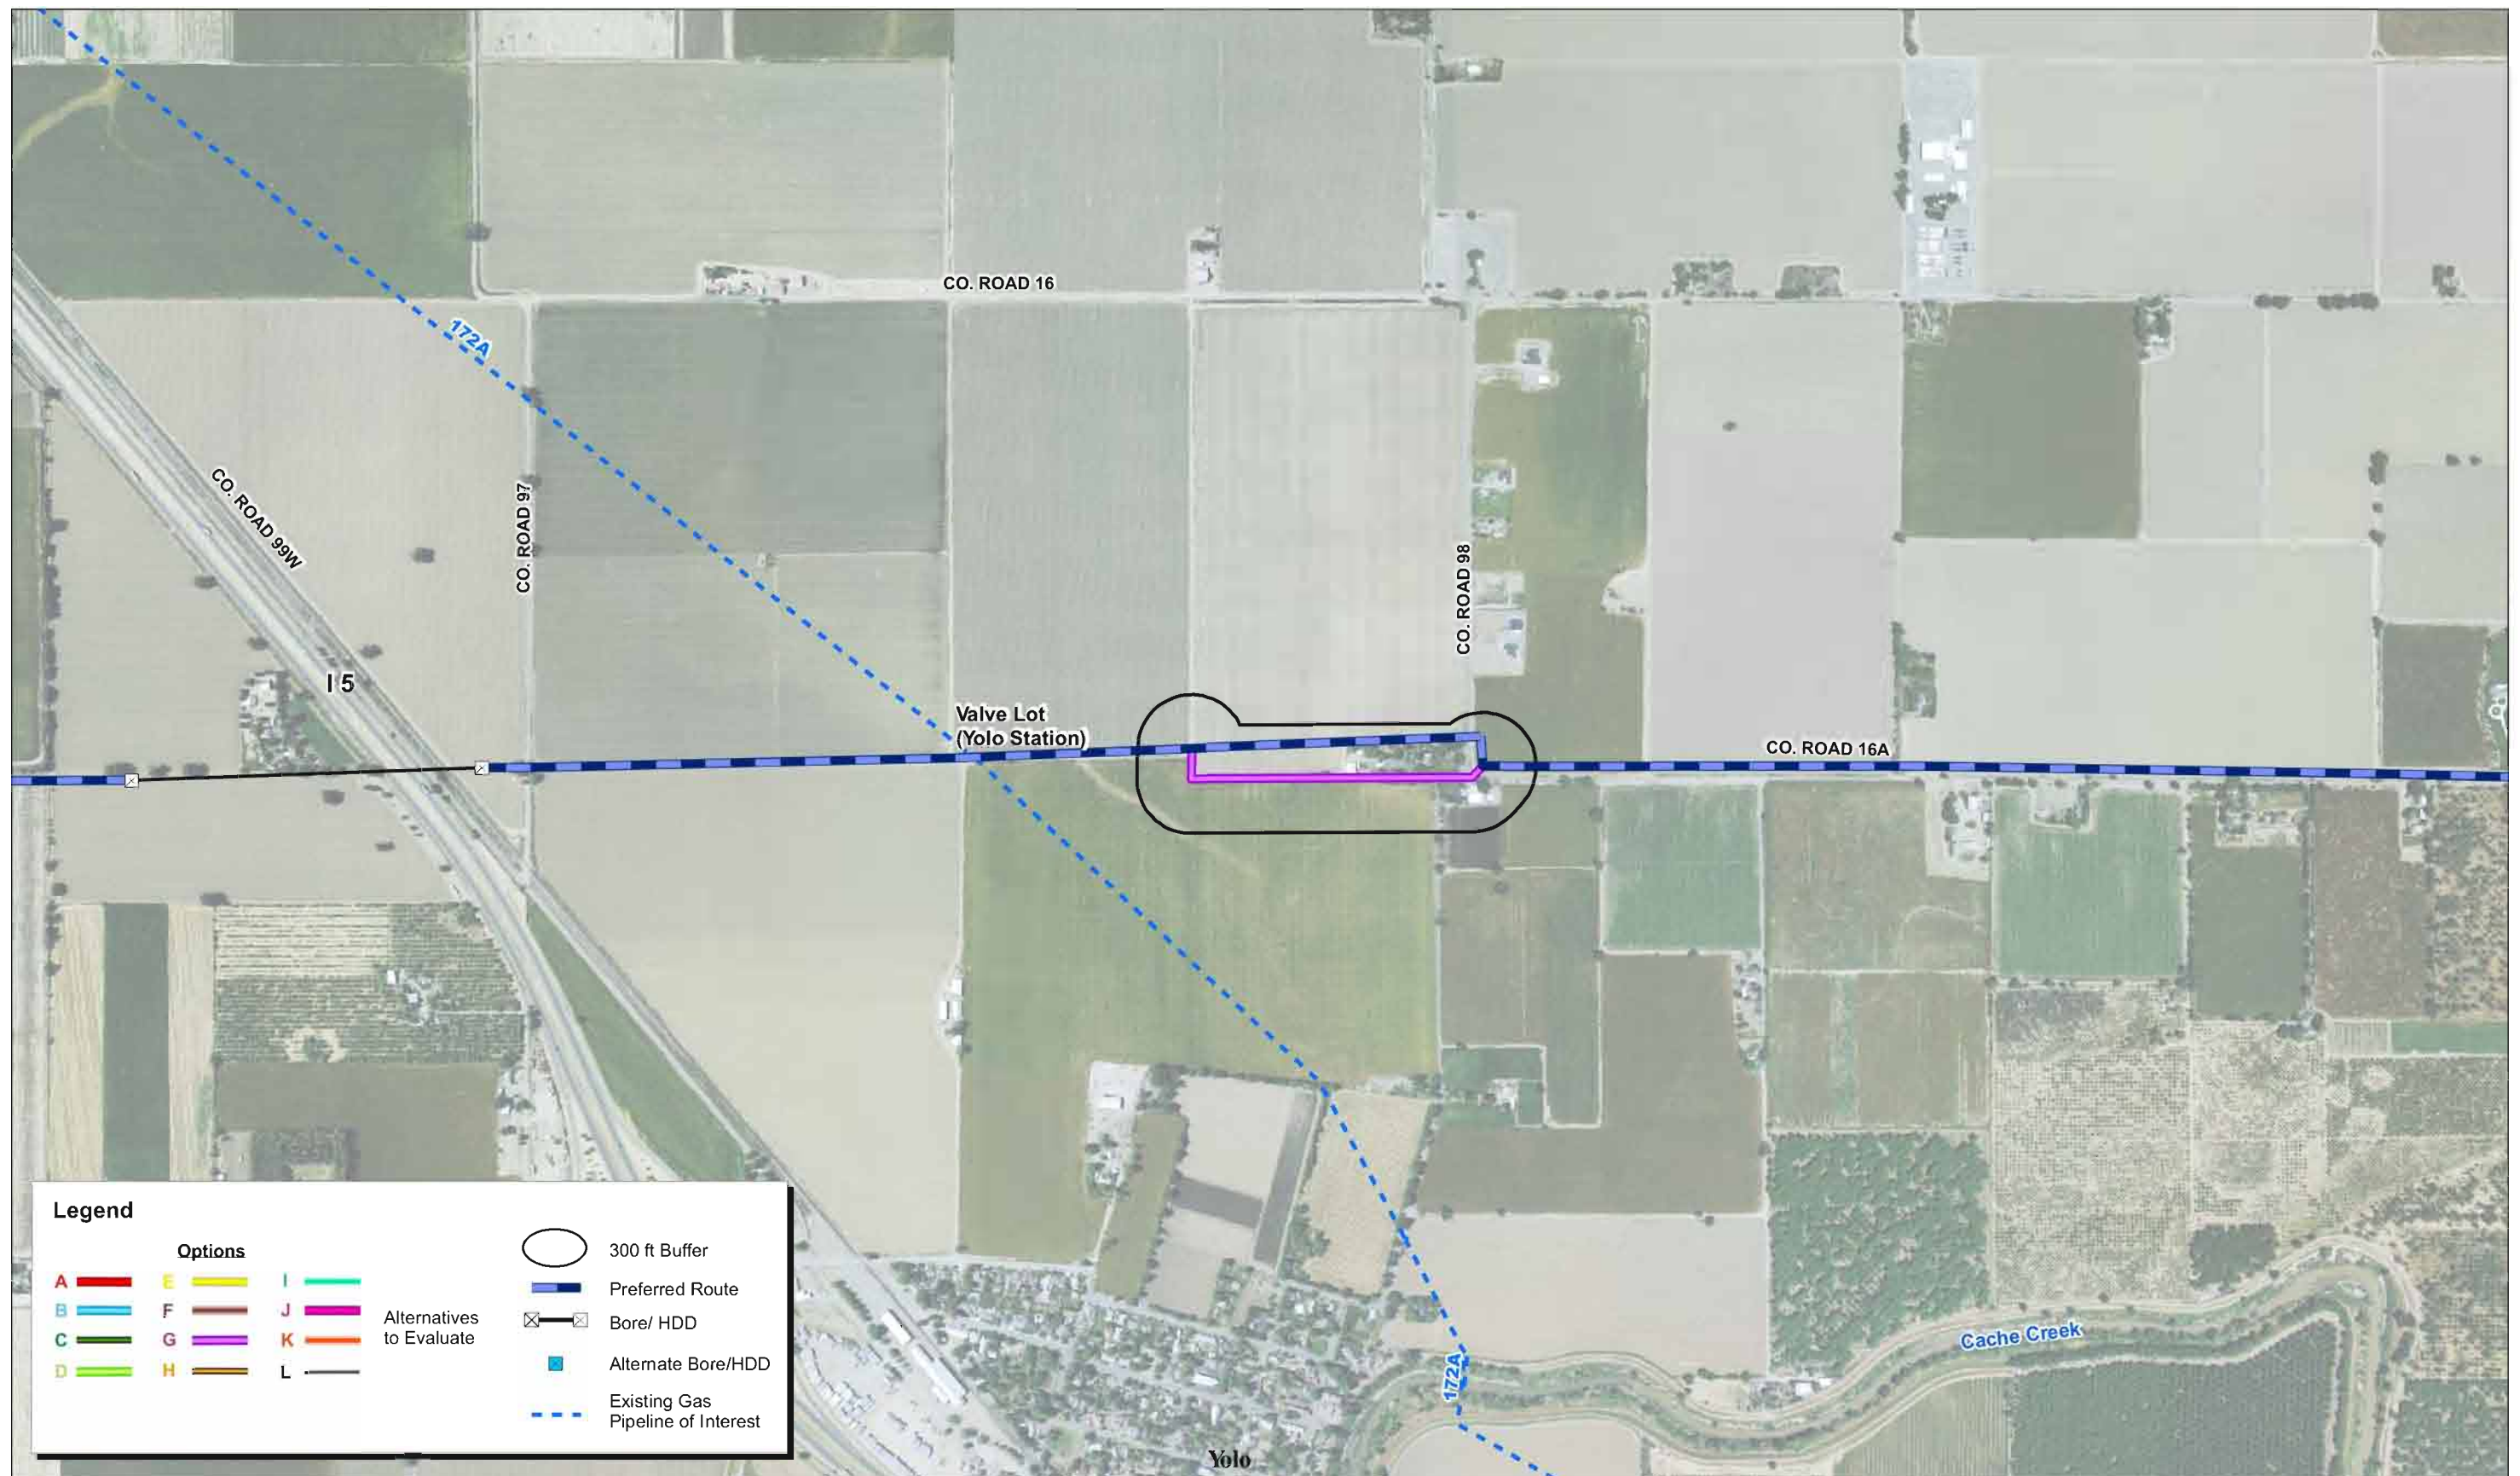 CO. ROAD 16
172A
CO. ROAD 99W
CO. ROAD 97
CO. ROAD 98
I 5
Valve Lot
(Yolo Station)
CO. ROAD 16A
Legend
Options
A
E
I
B
F
J
C
G
K
D
H
L
Alternatives
to Evaluate
300 ft Buffer
Preferred Route
Bore/ HDD
Alternate Bore/HDD
Existing Gas
Pipeline of Interest
Cache Creek
172A
Yolo